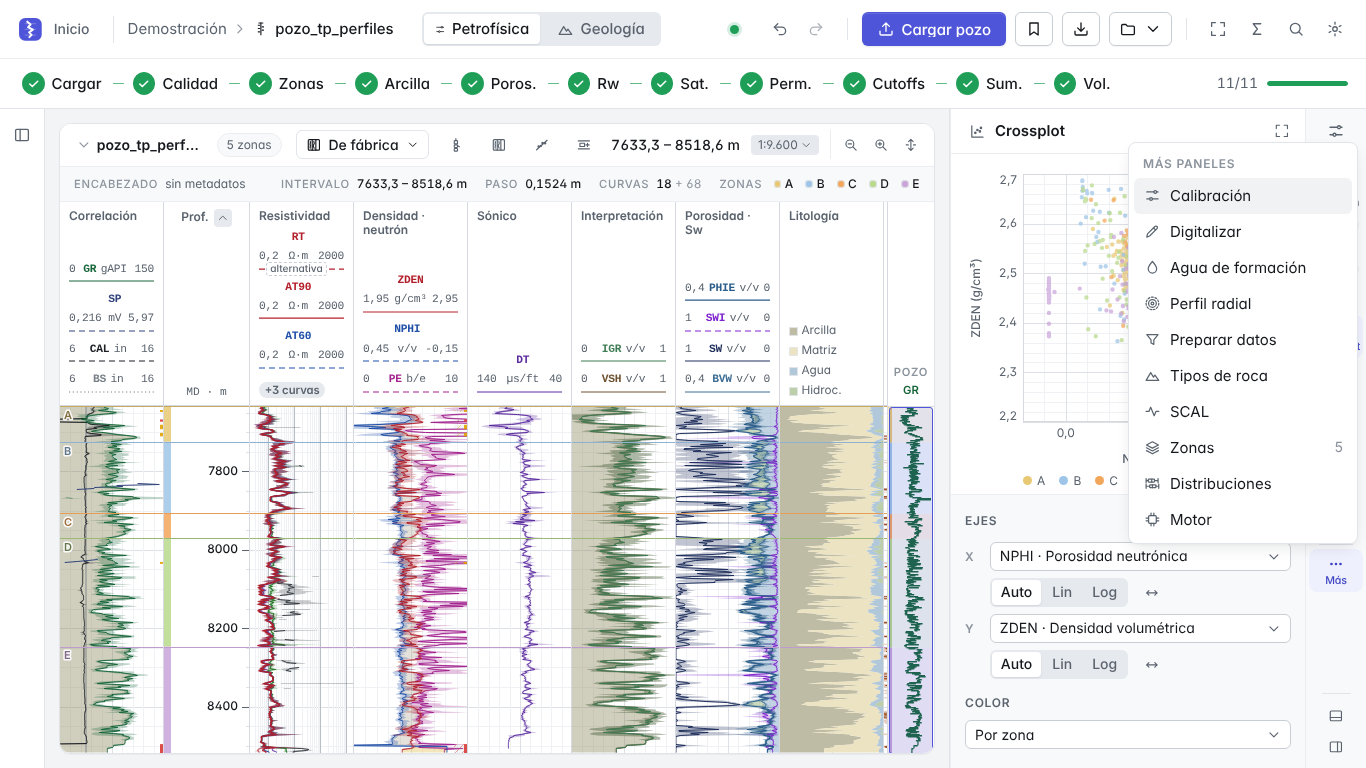 Inicio
Demostración
pozo_tp_perfiles
Petrofísica
Geología
Cargar pozo
Cargar
Calidad
Zonas
Arcilla
Poros.
Rw
Sat.
Perm.
Cutoffs
Sum.
Vol.
11/11
pozo_tp_perf...
5 zonas
De fábrica
7633,3 – 8518,6 m
1:9.600
ENCABEZADO sin metadatos
INTERVALO 7633,3 – 8518,6 m
PASO 0,1524 m
CURVAS 18 + 68
ZONAS A B C D E
Correlación
0 GR gAPI 150
SP
0,216 mV 5,97
6 CAL in 16
6 BS in 16
Prof.
MD · m
Resistividad
RT
0,2 Ω·m 2000
alternativa
AT90
0,2 Ω·m 2000
AT60
0,2 Ω·m 2000
+3 curvas
Densidad ·
neutrón
ZDEN
1,95 g/cm³ 2,95
NPHI
0,45 v/v -0,15
0 PE b/e 10
Sónico
DT
140 µs/ft 40
Interpretación
0 IGR v/v 1
0 VSH v/v 1
Porosidad ·
Sw
0,4 PHIE v/v 0
1 SWI v/v 0
1 SW v/v 0
0,4 BVW v/v 0
Litología
Arcilla
Matriz
Agua
Hidroc.
POZO
GR
A
B
C
D
E
7800
8000
8200
8400
Crossplot
2,7
2,6
2,5
2,4
2,3
2,2
ZDEN (g/cm³)
0,0
N
A B C
MÁS PANELES
Calibración
Digitalizar
Agua de formación
Perfil radial
Preparar datos
Tipos de roca
SCAL
Zonas 5
Distribuciones
Motor
EJES
X NPHI · Porosidad neutrónica
Auto Lin Log
Y ZDEN · Densidad volumétrica
Auto Lin Log
COLOR
Por zona
Más